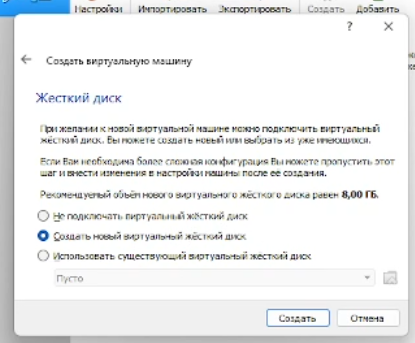 Настройки Импортировать Экспортировать Создать Добавить
?
Создать виртуальную машину
Жесткий диск
При желании к новой виртуальной машине можно подключить виртуальный
жёсткий диск. Вы можете создать новый или выбрать из уже имеющихся.
Если Вам необходима более сложная конфигурация Вы можете пропустить этот
шаг и внести изменения в настройки машины после её создания.
Рекомендуемый объём нового виртуального жёсткого диска равен 8,00 ГБ.
Не подключать виртуальный жёсткий диск
Создать новый виртуальный жёсткий диск
Использовать существующий виртуальный жесткий диск
Пусто
Создать Отмена